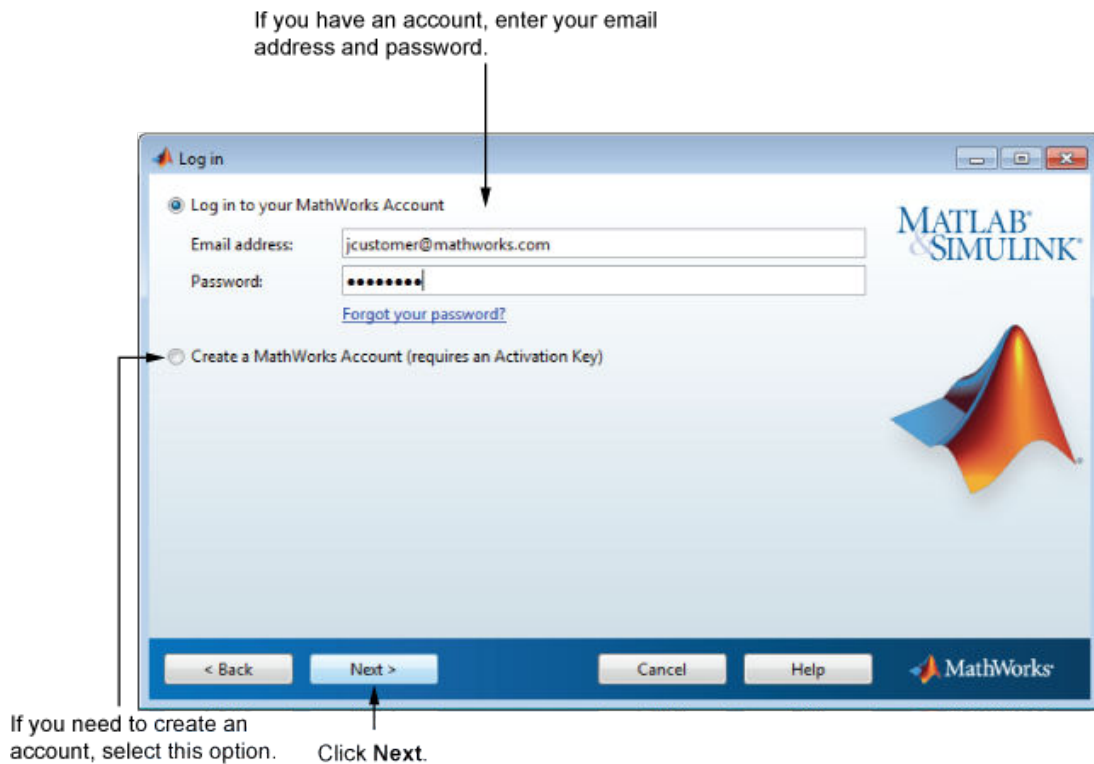 If you have an account, enter your email
address and password.
Log in
Log in to your MathWorks Account
MATLAB®
&SIMULINK®
Email address:
jcustomer@mathworks.com
Password:
••••••••
Forgot your password?
Create a MathWorks Account (requires an Activation Key)
< Back
Next >
Cancel
Help
MathWorks®
If you need to create an
account, select this option.
Click Next.